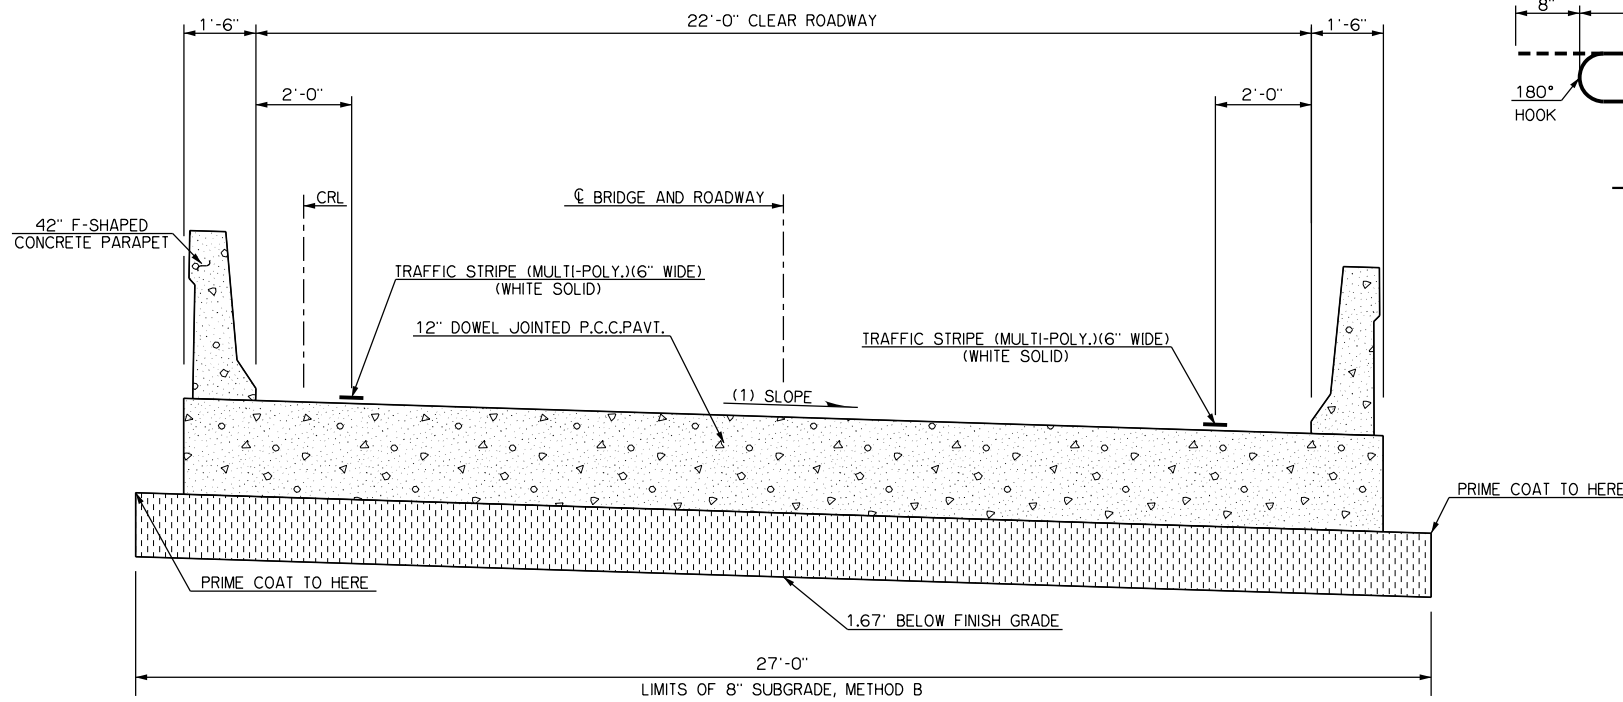 1'-6"
22'-0" CLEAR ROADWAY
1'-6"
8"
2'-0"
2'-0"
180°
HOOK
CRL
℄ BRIDGE AND ROADWAY
42" F-SHAPED
CONCRETE PARAPET
TRAFFIC STRIPE (MULTI-POLY.)(6" WIDE)
(WHITE SOLID)
12" DOWEL JOINTED P.C.C.PAVT.
TRAFFIC STRIPE (MULTI-POLY.)(6" WIDE)
(WHITE SOLID)
(1) SLOPE
PRIME COAT TO HERE
PRIME COAT TO HERE
1.67' BELOW FINISH GRADE
27'-0"
LIMITS OF 8" SUBGRADE, METHOD B